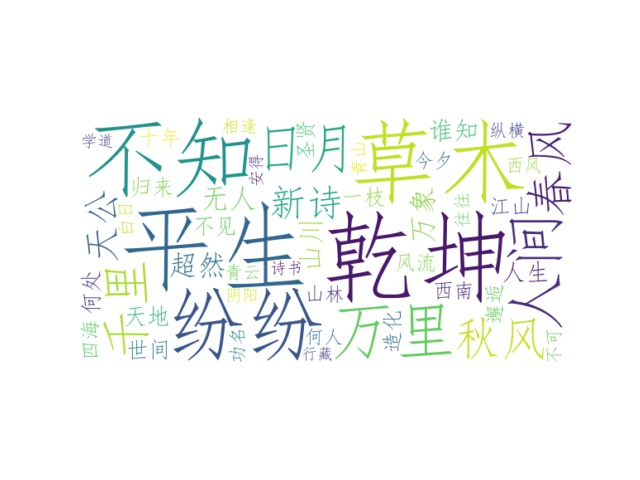 学道
十年
相逢
圣贤
不知
日月
安得
青山
草木
谁知
今夕
纵横
西风
春风
归来
无人
新诗
一枝
万象
往往
江山
人间
天公
白日
不见
平生
山川
乾坤
超然
青云
诗书
风流
人生
何处
千里
阴阳
山林
西南
邂逅
四海
天地
世间
纷纷
功名
何人
行藏
万里
造化
秋风
不可